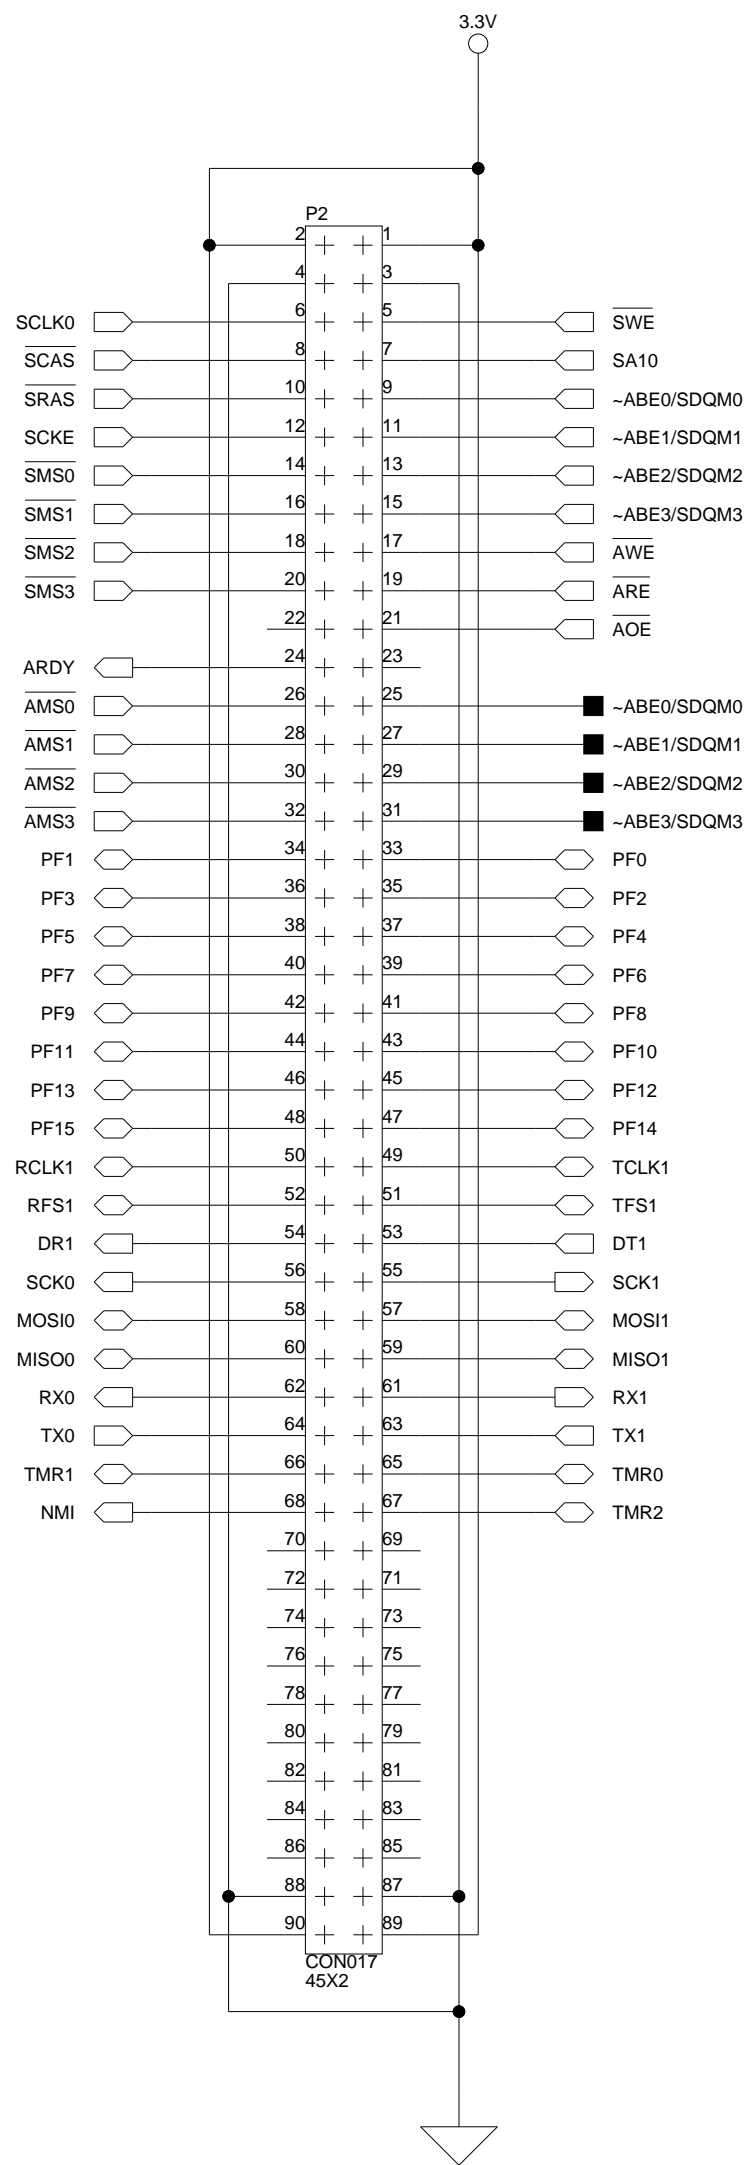 3.3V
P2
2 1
4 3
SCLK0 6 5 SWE
SCAS 8 7 SA10
SRAS 10 9 ~ABE0/SDQM0
SCKE 12 11 ~ABE1/SDQM1
SMS0 14 13 ~ABE2/SDQM2
SMS1 16 15 ~ABE3/SDQM3
SMS2 18 17 AWE
SMS3 20 19 ARE
22 21 AOE
ARDY 24 23
AMS0 26 25 ~ABE0/SDQM0
AMS1 28 27 ~ABE1/SDQM1
AMS2 30 29 ~ABE2/SDQM2
AMS3 32 31 ~ABE3/SDQM3
PF1 34 33 PF0
PF3 36 35 PF2
PF5 38 37 PF4
PF7 40 39 PF6
PF9 42 41 PF8
PF11 44 43 PF10
PF13 46 45 PF12
PF15 48 47 PF14
RCLK1 50 49 TCLK1
RFS1 52 51 TFS1
DR1 54 53 DT1
SCK0 56 55 SCK1
MOSI0 58 57 MOSI1
MISO0 60 59 MISO1
RX0 62 61 RX1
TX0 64 63 TX1
TMR1 66 65 TMR0
NMI 68 67 TMR2
70 69
72 71
74 73
76 75
78 77
80 79
82 81
84 83
86 85
88 87
90 89
CON017
45X2